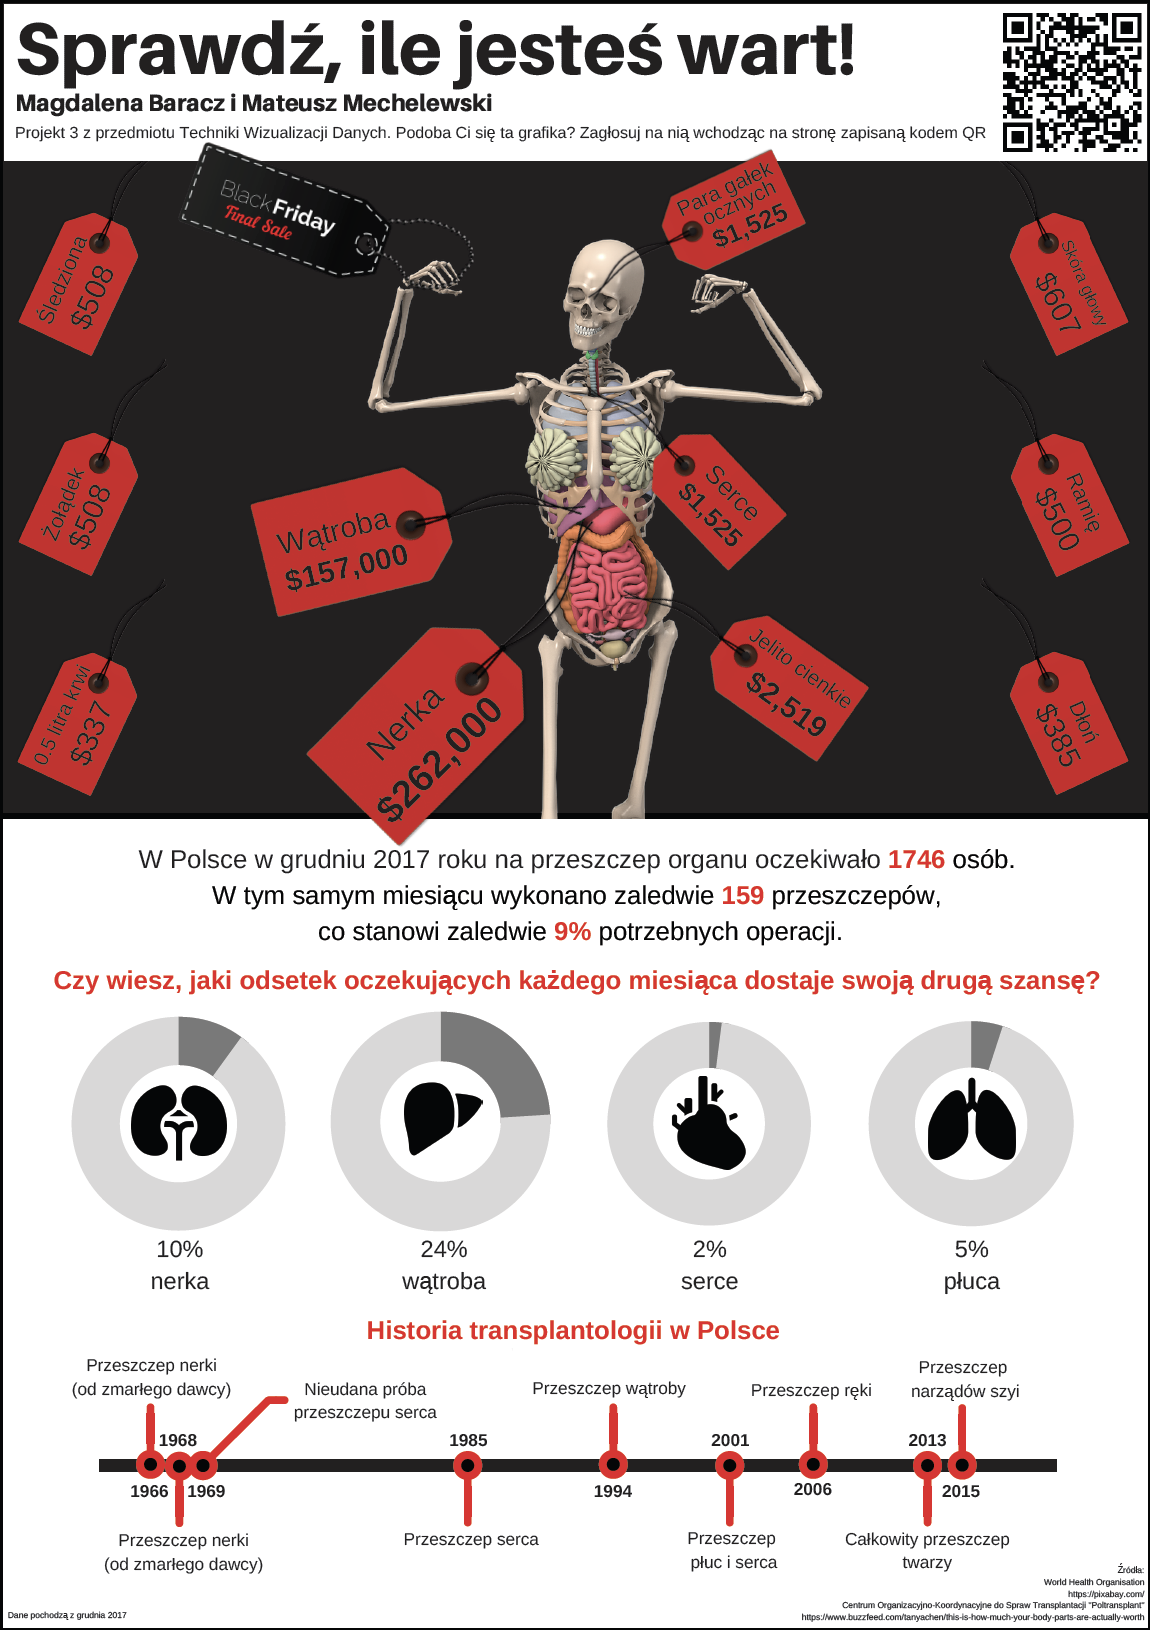 Sprawdź, ile jesteś wart!
Magdalena Baracz i Mateusz Mechelewski
Projekt 3 z przedmiotu Techniki Wizualizacji Danych. Podoba Ci się ta grafika? Zagłosuj na nią wchodząc na stronę zapisaną kodem QR
BlackFriday
Final Sale
Para gałek
ocznych
$1,525
Śledziona
$508
Skóra głowy
$607
Żołądek
$508
Wątroba
$157,000
Serce
$1,525
Ramię
$500
0.5 litra krwi
$337
Nerka
$262,000
Jelito cienkie
$2,519
Dłoń
$385
W Polsce w grudniu 2017 roku na przeszczep organu oczekiwało 1746 osób.
W tym samym miesiącu wykonano zaledwie 159 przeszczepów,
co stanowi zaledwie 9% potrzebnych operacji.
Czy wiesz, jaki odsetek oczekujących każdego miesiąca dostaje swoją drugą szansę?
10%
nerka
24%
wątroba
2%
serce
5%
płuca
Historia transplantologii w Polsce
Przeszczep nerki
(od zmarłego dawcy)
Nieudana próba
przeszczepu serca
Przeszczep wątroby
Przeszczep ręki
Przeszczep
narządów szyi
1968
1985
2001
2013
1966
1969
1994
2006
2015
Przeszczep nerki
(od zmarłego dawcy)
Przeszczep serca
Przeszczep
płuc i serca
Całkowity przeszczep
twarzy
Źródła:
World Health Organisation
https://pixabay.com/
Centrum Organizacyjno-Koordynacyjne do Spraw Transplantacji "Poltransplant"
https://www.buzzfeed.com/tanyachen/this-is-how-much-your-body-parts-are-actually-worth
Dane pochodzą z grudnia 2017